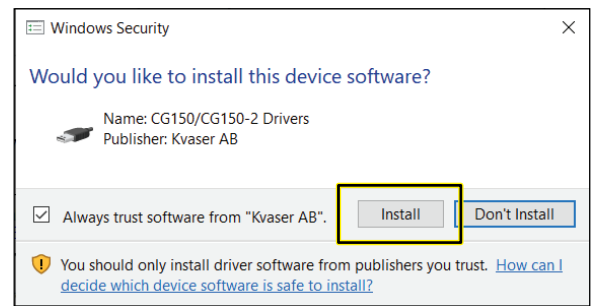 Windows Security
Would you like to install this device software?
Name: CG150/CG150-2 Drivers
Publisher: Kvaser AB
Always trust software from "Kvaser AB".
Install
Don't Install
You should only install driver software from publishers you trust. How can I
decide which device software is safe to install?